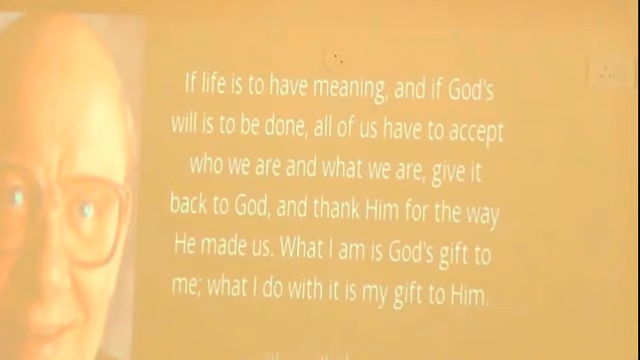 If life is to have meaning, and if God's
will is to be done, all of us have to accept
who we are and what we are, give it
back to God, and thank Him for the way
He made us. What I am is God's gift to
me; what I do with it is my gift to Him.